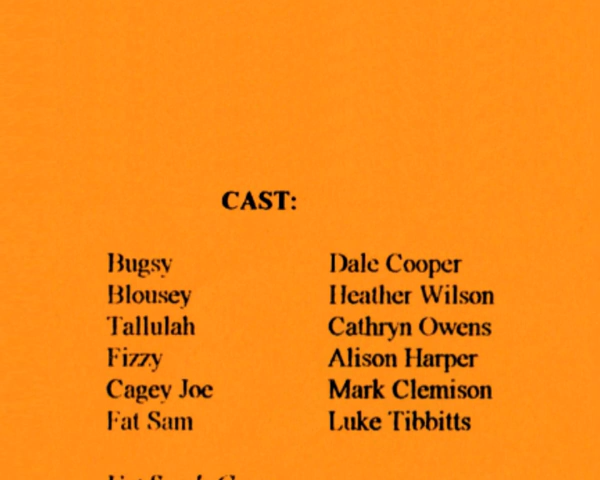 CAST:
Bugsy Dale Cooper
Blousey Heather Wilson
Tallulah Cathryn Owens
Fizzy Alison Harper
Cagey Joe Mark Clemison
Fat Sam Luke Tibbitts